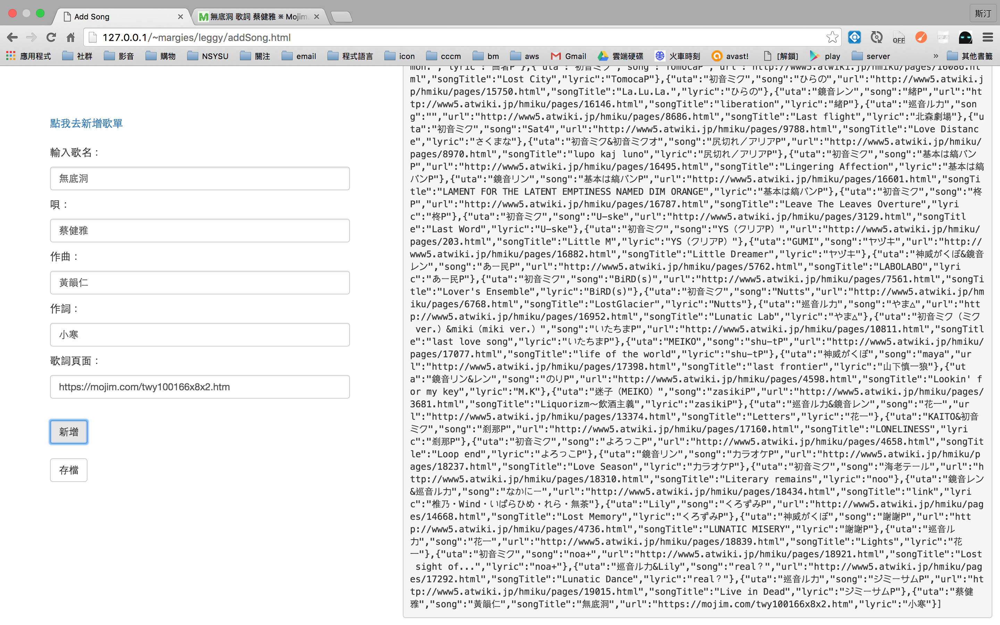 Add Song
無底洞 歌詞 蔡健雅 ※ Mojim.
斯汀
127.0.0.1/~margies/leggy/addSong.html
OFF
PDF JS
應用程式 社群 影音 購物 NSYSU 關注 email 程式語言 icon cccm bm aws Gmail 雲端硬碟 火車時刻 avast! [解鎖] play server » 其他書籤
點我去新增歌單
輸入歌名：
無底洞
唄：
蔡健雅
作曲：
黃韻仁
作詞：
小寒
歌詞頁面：
https://mojim.com/twy100166x8x2.htm
新增
存檔
mon.","lyric":"曲者P"},{"uta":"初音ミク","song":"TomocaP","url":"http://www5.atwiki.jp/hmiku/pages/16086.ht
ml","songTitle":"Lost City","lyric":"TomocaP"},{"uta":"初音ミク","song":"ひらの","url":"http://www5.atwiki.j
p/hmiku/pages/15750.html","songTitle":"La.Lu.La.","lyric":"ひらの"},{"uta":"鏡音レン","song":"緒P","url":"ht
tp://www5.atwiki.jp/hmiku/pages/16146.html","songTitle":"liberation","lyric":"緒P"},{"uta":"巡音ルカ","son
g":"","url":"http://www5.atwiki.jp/hmiku/pages/8686.html","songTitle":"Last flight","lyric":"北森劇場"},{"u
ta":"初音ミク","song":"Sat4","url":"http://www5.atwiki.jp/hmiku/pages/9788.html","songTitle":"Love Distanc
e","lyric":"さくまな"},{"uta":"初音ミク&初音ミクオ","song":"尻切れ／アリアP","url":"http://www5.atwiki.jp/hmiku/
pages/8970.html","songTitle":"lupo kaj luno","lyric":"尻切れ／アリアP"},{"uta":"初音ミク","song":"基本は縞パン
P","url":"http://www5.atwiki.jp/hmiku/pages/16495.html","songTitle":"Lingering Affection","lyric":"基本は縞
パンP"},{"uta":"鏡音リン","song":"基本は縞パンP","url":"http://www5.atwiki.jp/hmiku/pages/16601.html","songTi
tle":"LAMENT FOR THE LATENT EMPTINESS NAMED DIM ORANGE","lyric":"基本は縞パンP"},{"uta":"初音ミク","song":"柊
P","url":"http://www5.atwiki.jp/hmiku/pages/16787.html","songTitle":"Leave The Leaves Overture","lyri
c":"柊P"},{"uta":"初音ミク","song":"U-ske","url":"http://www5.atwiki.jp/hmiku/pages/3129.html","songTitl
e":"Last Word","lyric":"U-ske"},{"uta":"初音ミク","song":"YS（クリアP）","url":"http://www5.atwiki.jp/hmiku/
pages/203.html","songTitle":"Little M","lyric":"YS（クリアP）"},{"uta":"GUMI","song":"ヤヅキ","url":"http://
www5.atwiki.jp/hmiku/pages/16882.html","songTitle":"Little Dreamer","lyric":"ヤヅキ"},{"uta":"神威がくぽ&鏡音
レン","song":"あー民P","url":"http://www5.atwiki.jp/hmiku/pages/5762.html","songTitle":"LABOLABO","lyri
c":"あー民P"},{"uta":"初音ミク","song":"BiRD(s)","url":"http://www5.atwiki.jp/hmiku/pages/7561.html","songTi
tle":"Lover's Ensemble","lyric":"BiRD(s)"},{"uta":"初音ミク","song":"Nutts","url":"http://www5.atwiki.jp/hm
iku/pages/6768.html","songTitle":"LostGlacier","lyric":"Nutts"},{"uta":"巡音ルカ","song":"やま△","url":"htt
p://www5.atwiki.jp/hmiku/pages/16952.html","songTitle":"Lunatic Lab","lyric":"やま△"},{"uta":"初音ミク（ミク
ver.）&miki（miki ver.）","song":"いたちまP","url":"http://www5.atwiki.jp/hmiku/pages/10811.html","songTitl
e":"last love song","lyric":"いたちまP"},{"uta":"MEIKO","song":"shu-tP","url":"http://www5.atwiki.jp/hmiku/
pages/17077.html","songTitle":"life of the world","lyric":"shu-tP"},{"uta":"神威がくぽ","song":"maya","ur
l":"http://www5.atwiki.jp/hmiku/pages/17398.html","songTitle":"last frontier","lyric":"山下慎一狼"},{"ut
a":"鏡音リン&レン","song":"のりP","url":"http://www5.atwiki.jp/hmiku/pages/4598.html","songTitle":"Lookin' f
or my key","lyric":"M.K"},{"uta":"迷子（MEIKO）","song":"zasikiP","url":"http://www5.atwiki.jp/hmiku/pages/
3681.html","songTitle":"Liquorizm～飲酒主義","lyric":"zasikiP"},{"uta":"巡音ルカ&鏡音レン","song":"花一","ur
l":"http://www5.atwiki.jp/hmiku/pages/13374.html","songTitle":"Letters","lyric":"花一"},{"uta":"KAITO&初音
ミク","song":"刹那P","url":"http://www5.atwiki.jp/hmiku/pages/17160.html","songTitle":"LONELINESS","lyri
c":"刹那P"},{"uta":"初音ミク","song":"よろっこP","url":"http://www5.atwiki.jp/hmiku/pages/4658.html","songTit
le":"Loop end","lyric":"よろっこP"},{"uta":"鏡音リン","song":"カラオケP","url":"http://www5.atwiki.jp/hmiku/p
ages/18237.html","songTitle":"Love Season","lyric":"カラオケP"},{"uta":"初音ミク","song":"海老テール","url":"h
ttp://www5.atwiki.jp/hmiku/pages/18310.html","songTitle":"Literary remains","lyric":"noo"},{"uta":"鏡音レン
&巡音ルカ","song":"なかにー","url":"http://www5.atwiki.jp/hmiku/pages/18434.html","songTitle":"link","lyri
c":"椎乃・Wind・いばらひめ・れら・無茶"},{"uta":"Lily","song":"くろずみP","url":"http://www5.atwiki.jp/hmiku/pag
es/14668.html","songTitle":"Lost Memory","lyric":"くろずみP"},{"uta":"神威がくぽ","song":"謝謝P","url":"htt
p://www5.atwiki.jp/hmiku/pages/4736.html","songTitle":"LUNATIC MISERY","lyric":"謝謝P"},{"uta":"巡音ル
カ","song":"花一","url":"http://www5.atwiki.jp/hmiku/pages/18839.html","songTitle":"Lights","lyric":"花
一"},{"uta":"初音ミク","song":"noa+","url":"http://www5.atwiki.jp/hmiku/pages/18921.html","songTitle":"Lost
sight of...","lyric":"noa+"},{"uta":"巡音ルカ&Lily","song":"real？","url":"http://www5.atwiki.jp/hmiku/pag
es/17292.html","songTitle":"Lunatic Dance","lyric":"real？"},{"uta":"巡音ルカ","song":"ジミーサムP","url":"ht
tp://www5.atwiki.jp/hmiku/pages/19015.html","songTitle":"Live in Dead","lyric":"ジミーサムP"},{"uta":"蔡健
雅","song":"黃韻仁","songTitle":"無底洞","url":"https://mojim.com/twy100166x8x2.htm","lyric":"小寒"}]